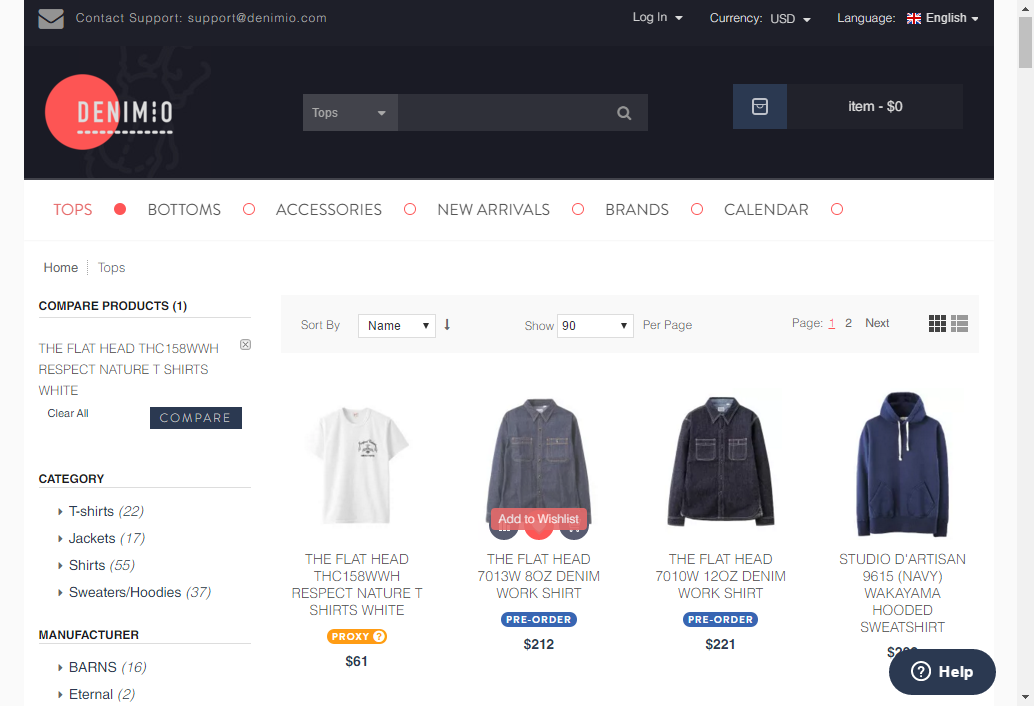 Contact Support: support@denimio.com
Log In
Currency: USD
Language: English
DENIMIO
Tops
item - $0
TOPS
BOTTOMS
ACCESSORIES
NEW ARRIVALS
BRANDS
CALENDAR
Home
Tops
COMPARE PRODUCTS (1)
THE FLAT HEAD THC158WWH
RESPECT NATURE T SHIRTS
WHITE
Clear All
COMPARE
CATEGORY
T-shirts (22)
Jackets (17)
Shirts (55)
Sweaters/Hoodies (37)
MANUFACTURER
BARNS (16)
Eternal (2)
Sort By
Name
Show 90 Per Page
Page: 1 2 Next
THE FLAT HEAD
THC158WWH
RESPECT NATURE T
SHIRTS WHITE
PROXY ?
$61
Add to Wishlist
THE FLAT HEAD
7013W 8OZ DENIM
WORK SHIRT
PRE-ORDER
$212
THE FLAT HEAD
7010W 12OZ DENIM
WORK SHIRT
PRE-ORDER
$221
STUDIO D'ARTISAN
9615 (NAVY)
WAKAYAMA
HOODED
SWEATSHIRT
? Help